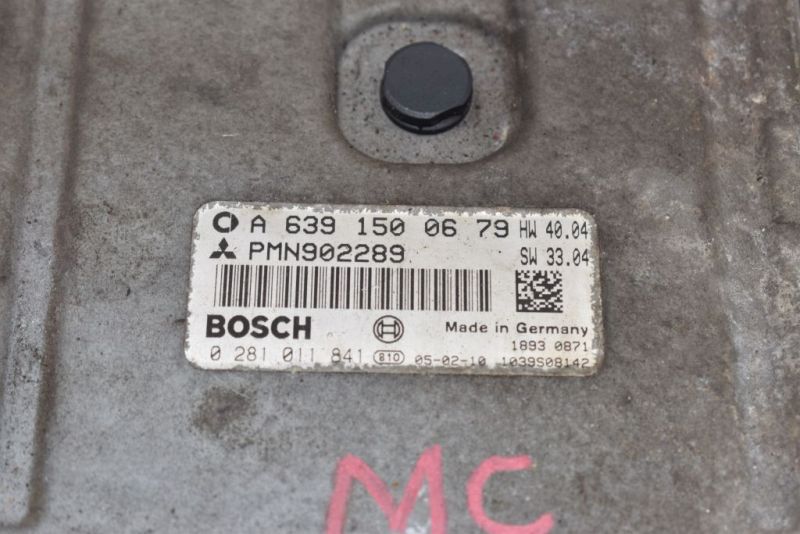 A 639 150 06 79 HW 40.04
PMN902289 SW 33.04
BOSCH Made in Germany
1893 0871
0 281 011 841 810 05-02-10 1039S08142
MC